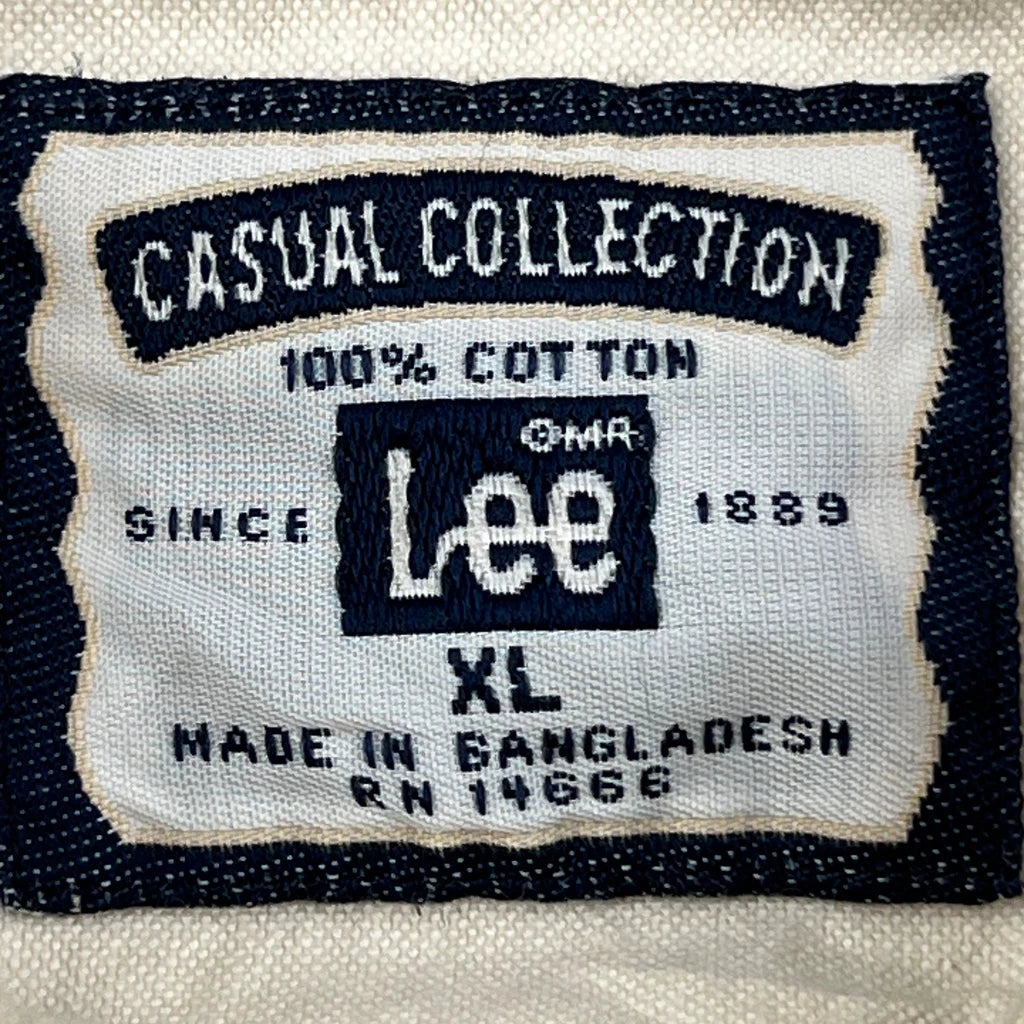 CASUAL COLLECTION
100% COTTON
®MR
Lee
SINCE 1889
XL
MADE IN BANGLADESH
RN 14666